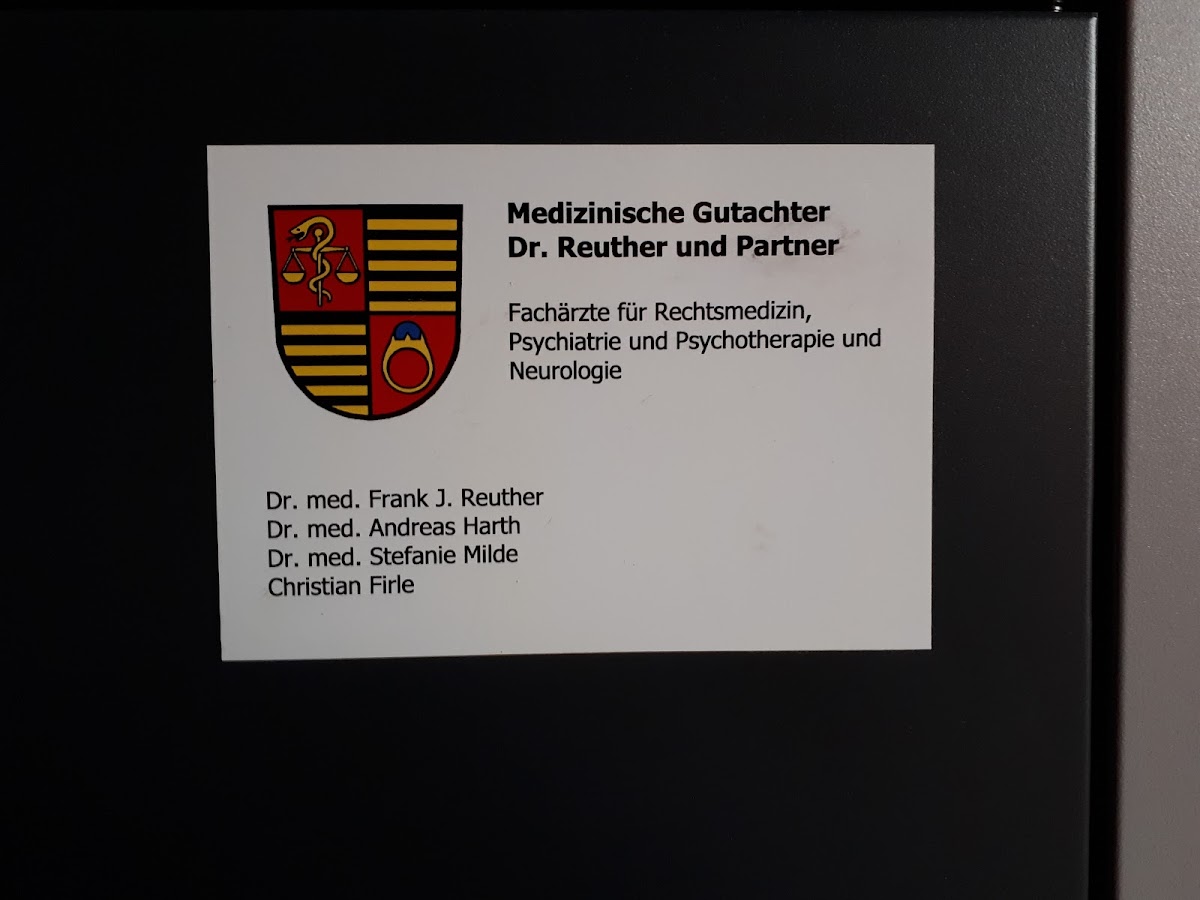 Medizinische Gutachter
Dr. Reuther und Partner
Fachärzte für Rechtsmedizin,
Psychiatrie und Psychotherapie und
Neurologie
Dr. med. Frank J. Reuther
Dr. med. Andreas Harth
Dr. med. Stefanie Milde
Christian Firle